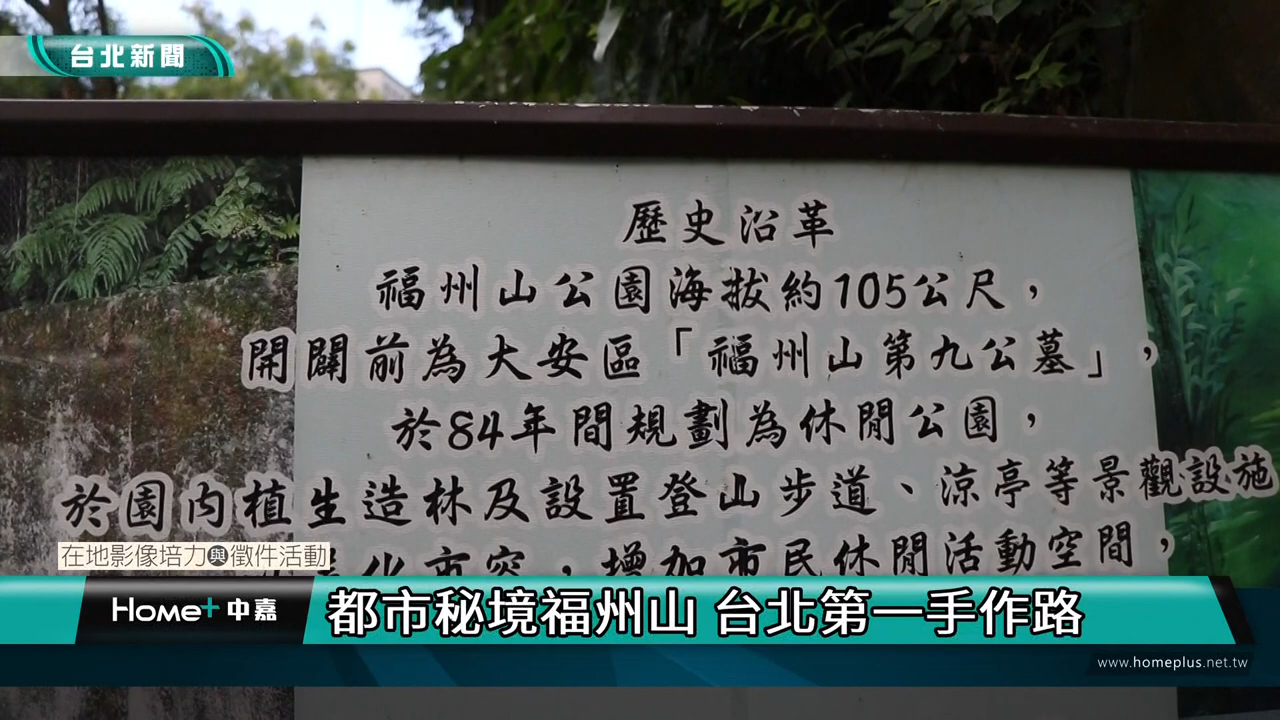 台北新聞
歷史沿革
福州山公園海拔約105公尺，
開闢前為大安區「福州山第九公墓」，
於84年間規劃為休閒公園，
於園內植生造林及設置登山步道、涼亭等景觀設施
化市容，增加市民休閒活動空間，
在地影像培力與徵件活動
Home+中嘉
都市秘境福州山 台北第一手作路
www.homeplus.net.tw